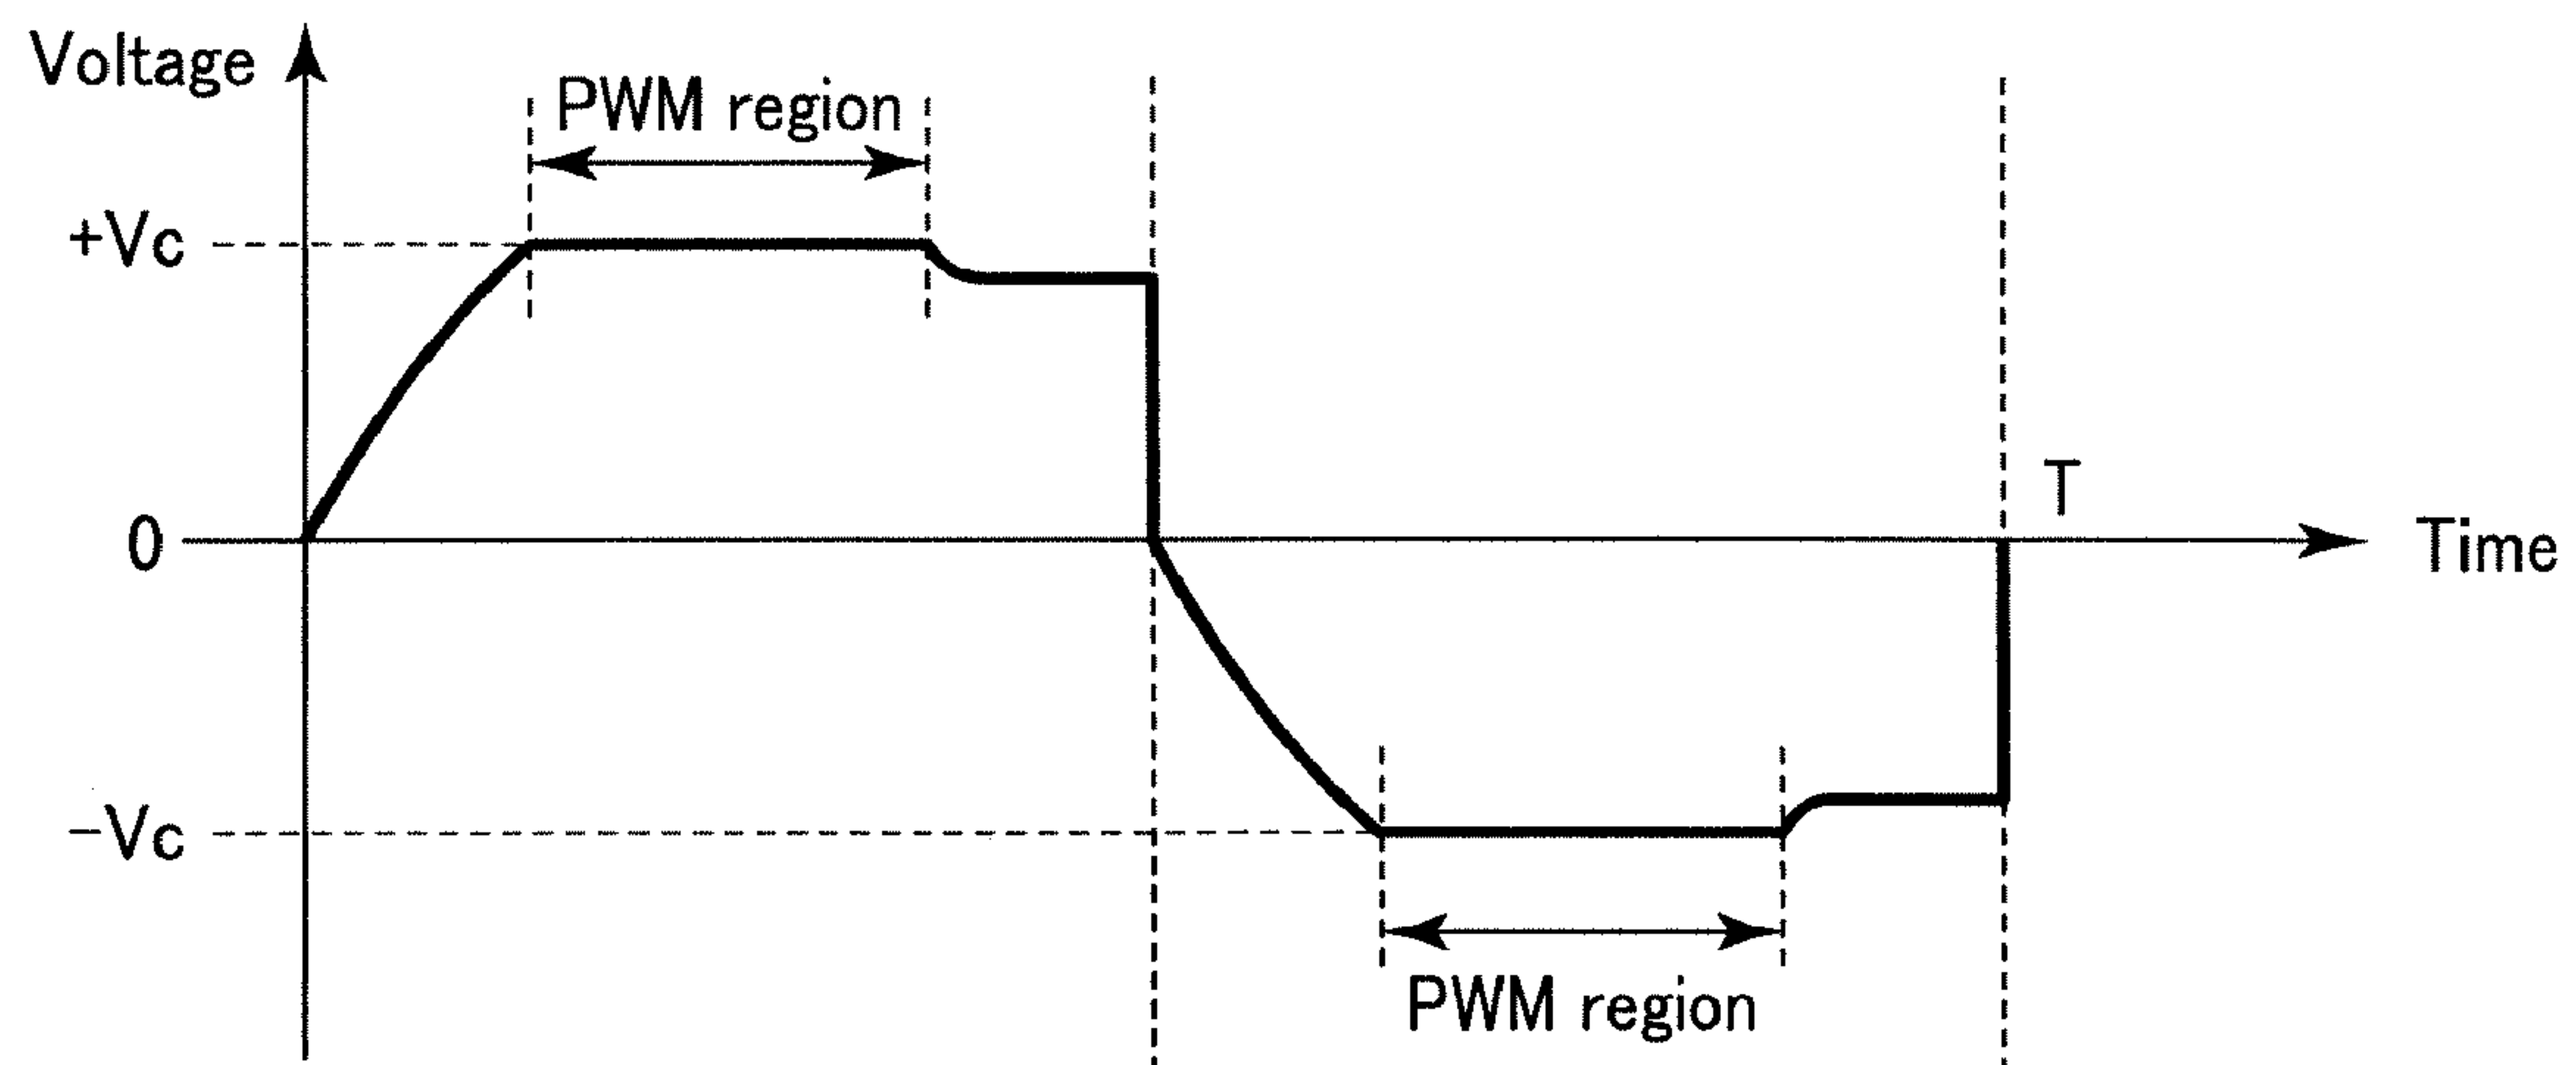 Voltage
PWM region
+Vc
T
0
Time
−Vc
PWM region